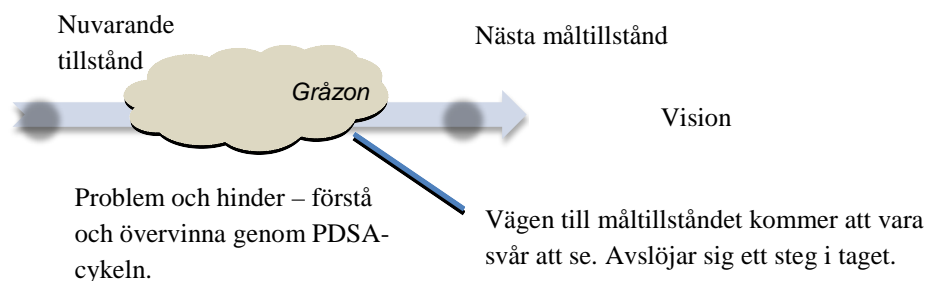 Nuvarande
tillstånd
Nästa måltillstånd
Gråzon
Vision
Problem och hinder – förstå
och övervinna genom PDSA-
cykeln.
Vägen till måltillståndet kommer att vara
svår att se. Avslöjar sig ett steg i taget.